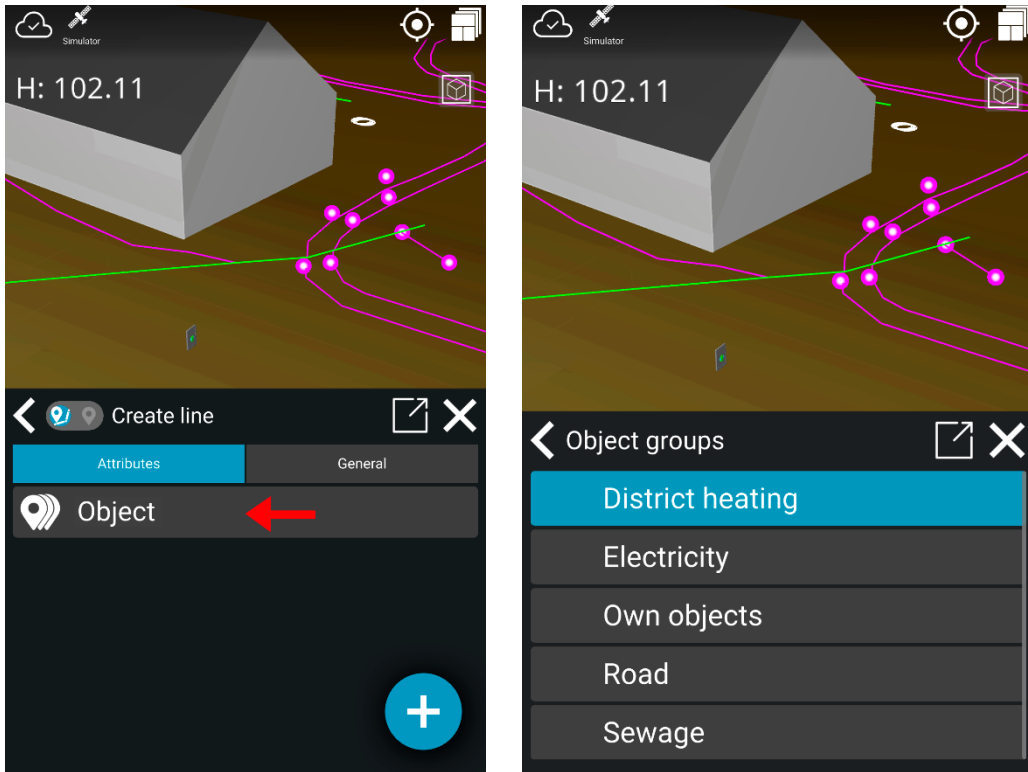 Simulator
H: 102.11
Create line
Attributes General
Object
Simulator
H: 102.11
Object groups
District heating
Electricity
Own objects
Road
Sewage